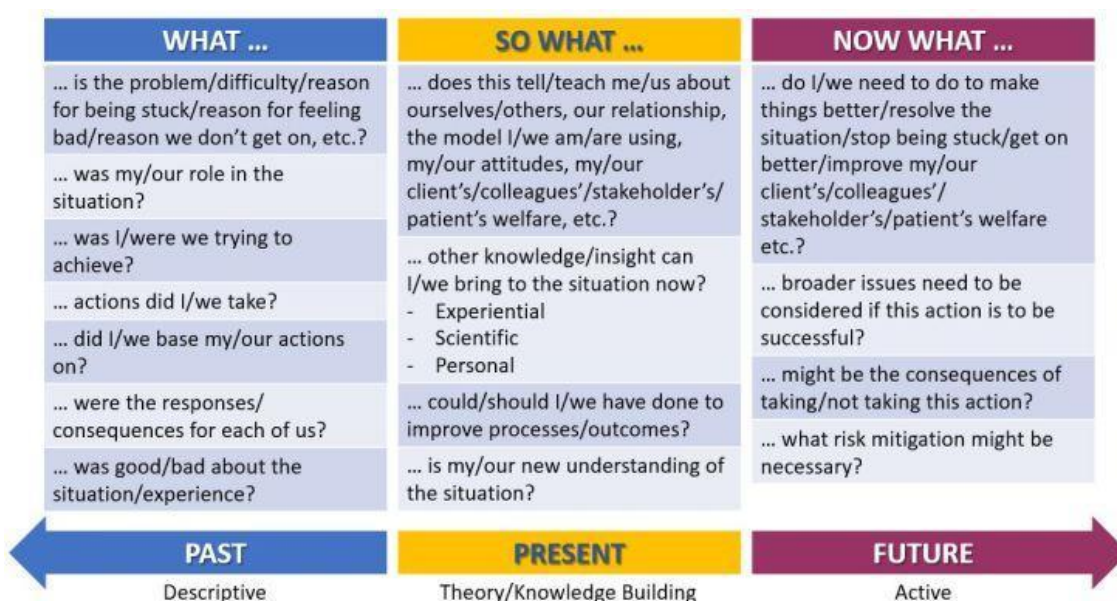 WHAT ...
... is the problem/difficulty/reason
for being stuck/reason for feeling
bad/reason we don't get on, etc.?
... was my/our role in the
situation?
... was I/were we trying to
achieve?
... actions did I/we take?
... did I/we base my/our actions
on?
... were the responses/
consequences for each of us?
... was good/bad about the
situation/experience?
SO WHAT ...
... does this tell/teach me/us about
ourselves/others, our relationship,
the model I/we am/are using,
my/our attitudes, my/our
client's/colleagues'/stakeholder's/
patient's welfare, etc.?
... other knowledge/insight can
I/we bring to the situation now?
- Experiential
- Scientific
- Personal
... could/should I/we have done to
improve processes/outcomes?
... is my/our new understanding of
the situation?
NOW WHAT ...
... do I/we need to do to make
things better/resolve the
situation/stop being stuck/get on
better/improve my/our
client's/colleagues'/
stakeholder's/patient's welfare
etc.?
... broader issues need to be
considered if this action is to be
successful?
... might be the consequences of
taking/not taking this action?
... what risk mitigation might be
necessary?
PAST
Descriptive
PRESENT
Theory/Knowledge Building
FUTURE
Active